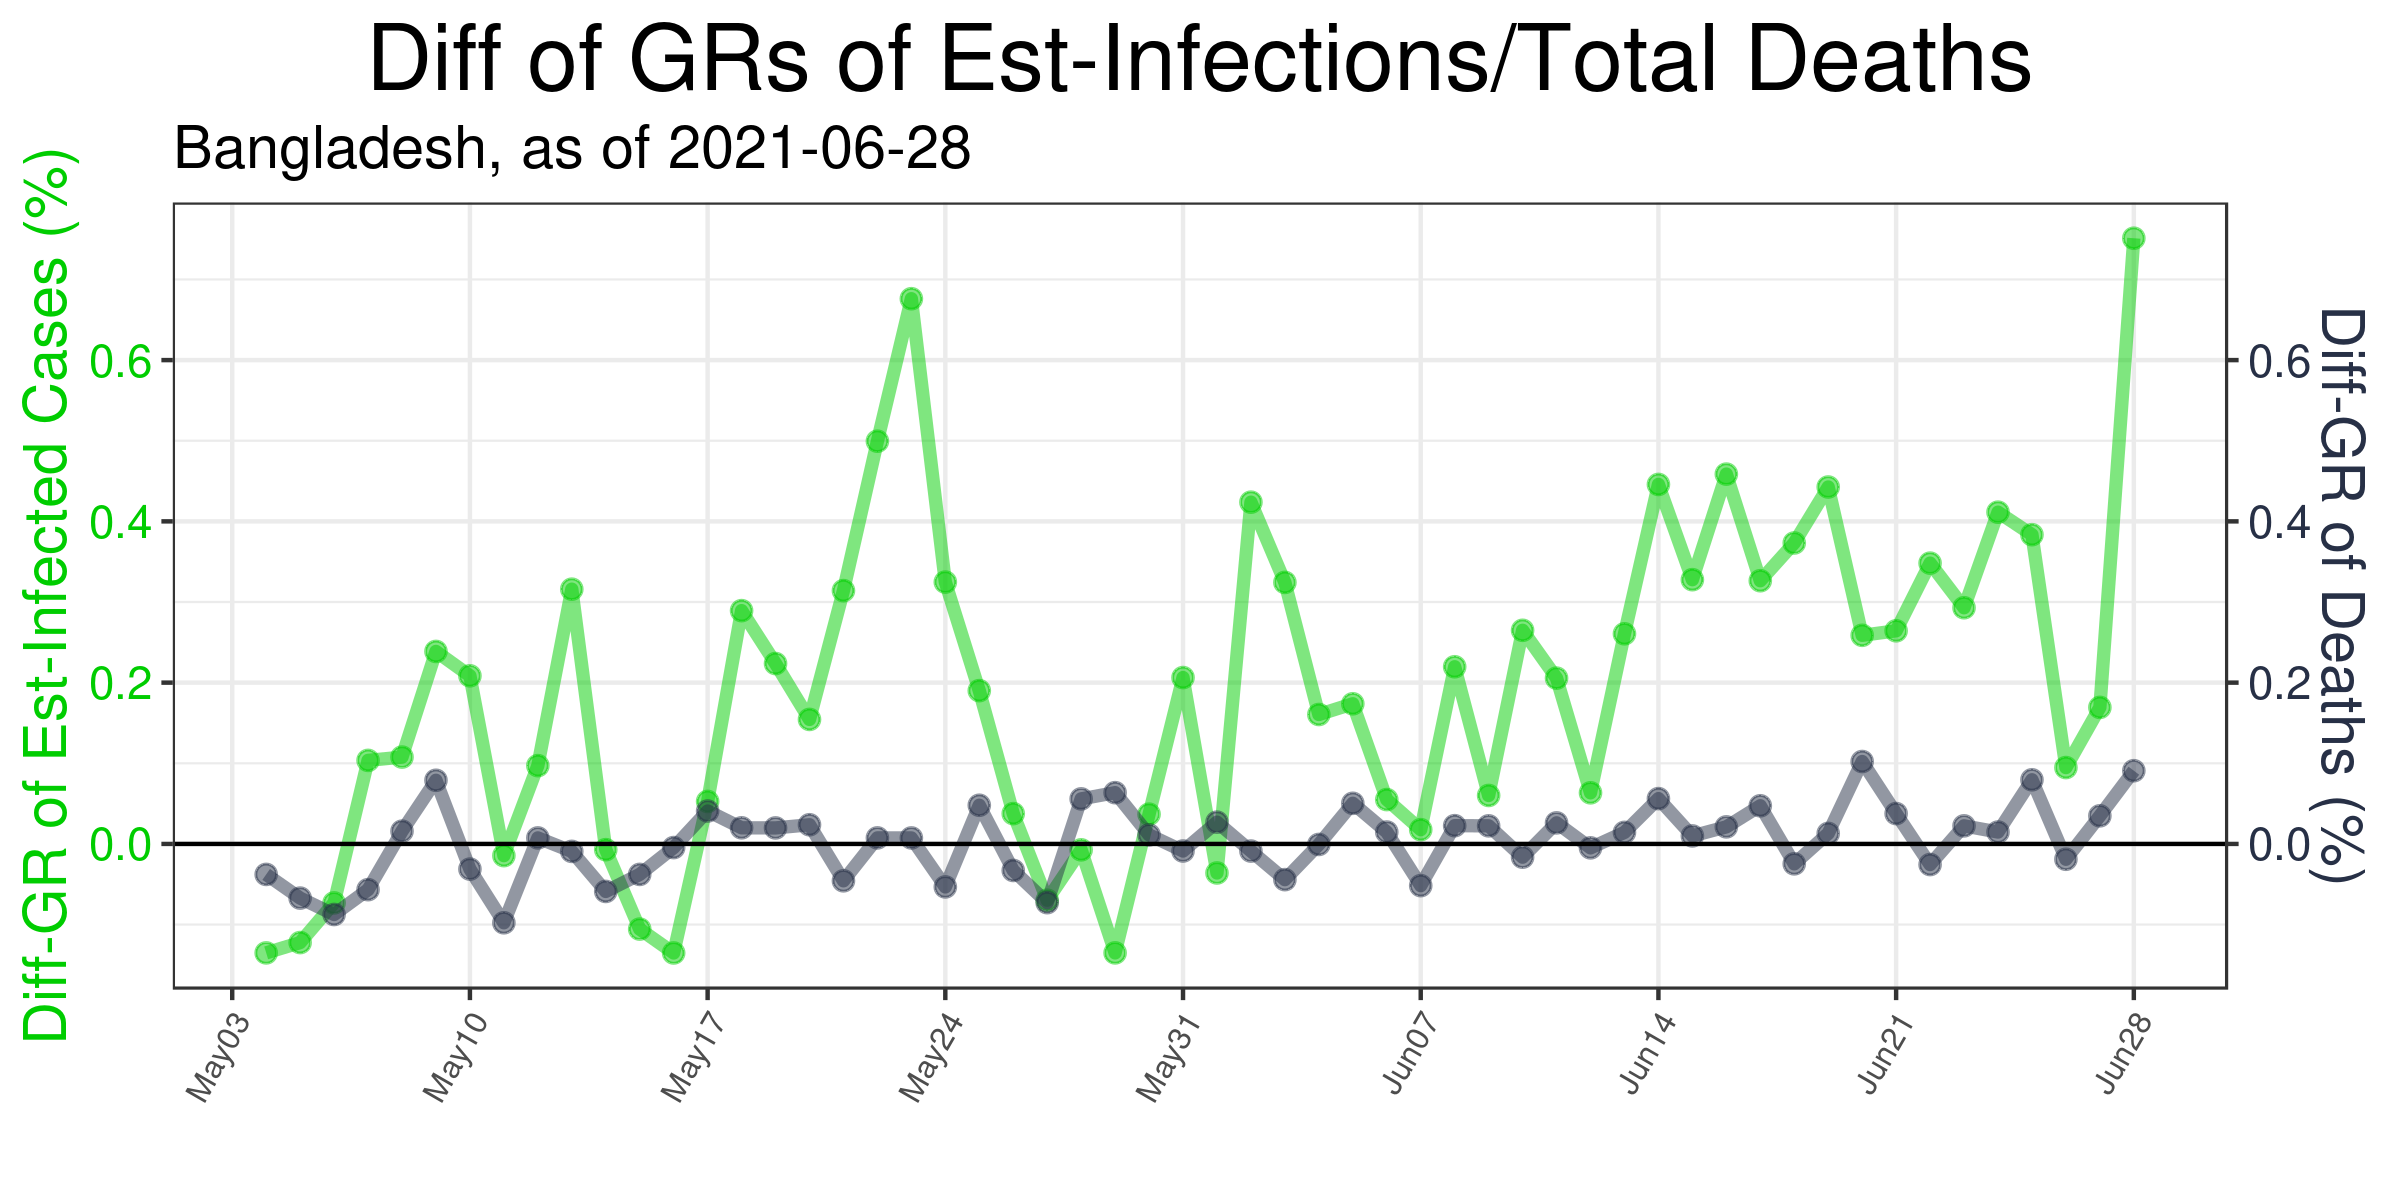 Diff of GRs of Est-Infections/Total Deaths
Bangladesh, as of 2021-06-28
Diff-GR of Est-Infected Cases (%)
0.6
0.4
0.2
0.0
0.6
0.4
0.2
0.0
Diff-GR of Deaths (%)
May03
May10
May17
May24
May31
Jun07
Jun14
Jun21
Jun28